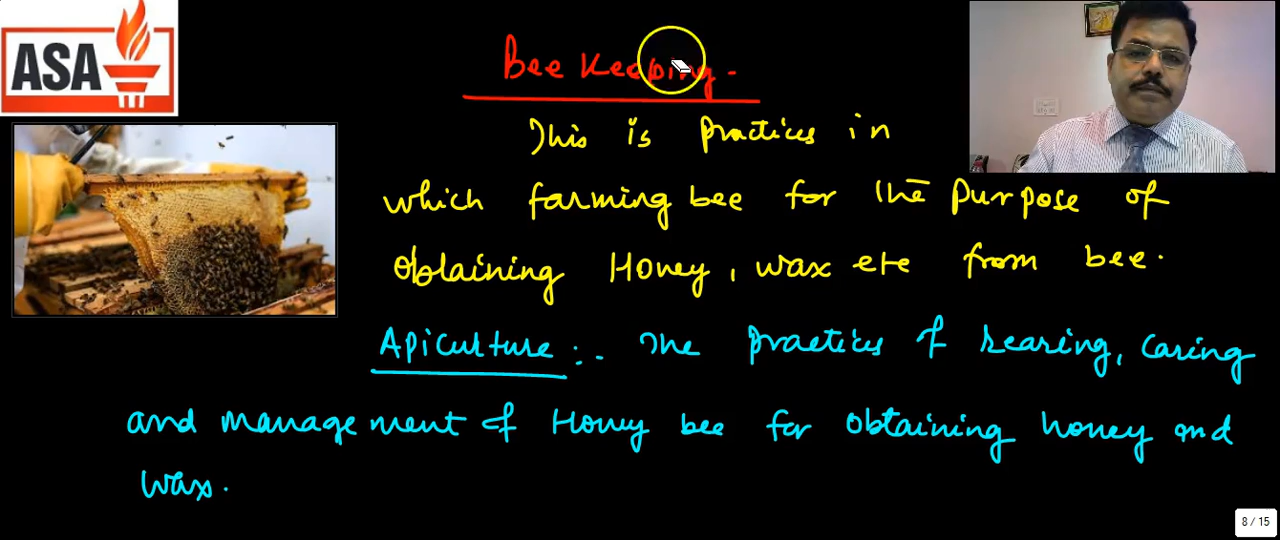 ASA
Bee Keeping -
This is Practices in
which farming bee for the Purpose of
Obtaining Honey, wax etc from bee.
Apiculture :- The practices of rearing, Caring
and management of Honey bee for obtaining honey and
wax.
8 / 15